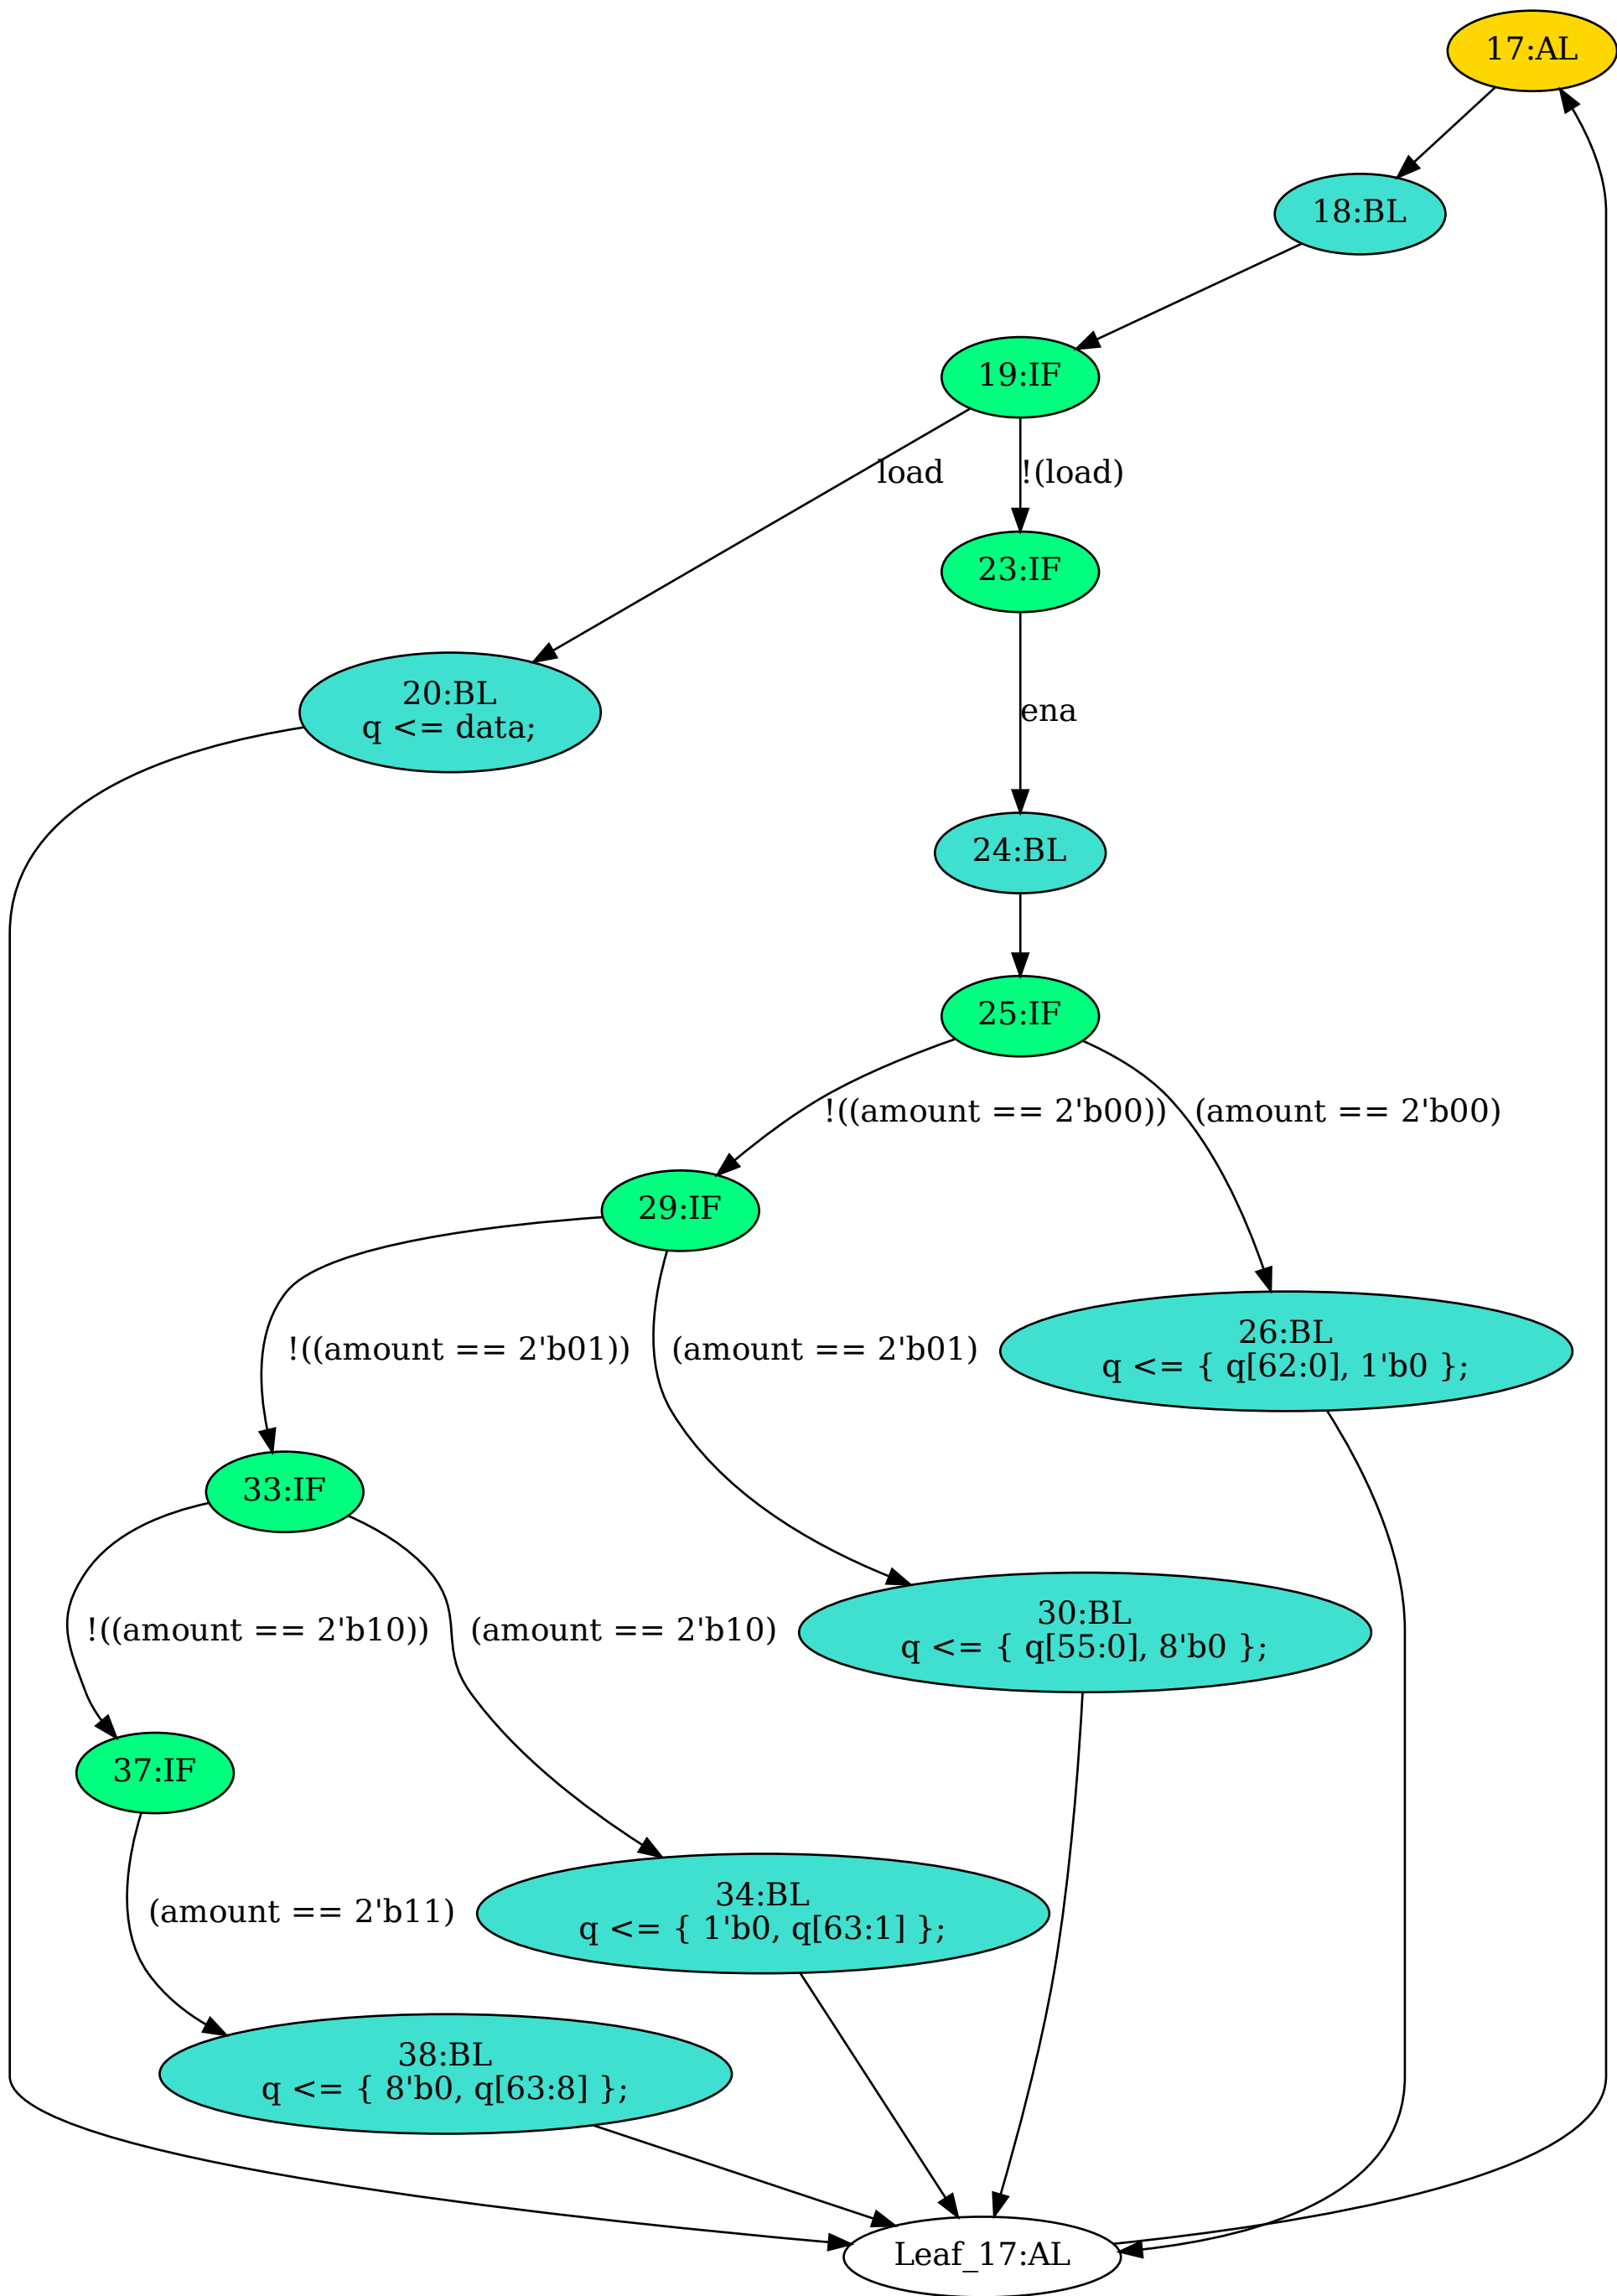 17:AL
18:BL
19:IF
load
!(load)
23:IF
20:BL
q <= data;
ena
24:BL
25:IF
!((amount == 2'b00))
(amount == 2'b00)
29:IF
!((amount == 2'b01))
(amount == 2'b01)
26:BL
q <= { q[62:0], 1'b0 };
33:IF
!((amount == 2'b10))
(amount == 2'b10)
30:BL
q <= { q[55:0], 8'b0 };
37:IF
(amount == 2'b11)
34:BL
q <= { 1'b0, q[63:1] };
38:BL
q <= { 8'b0, q[63:8] };
Leaf_17:AL